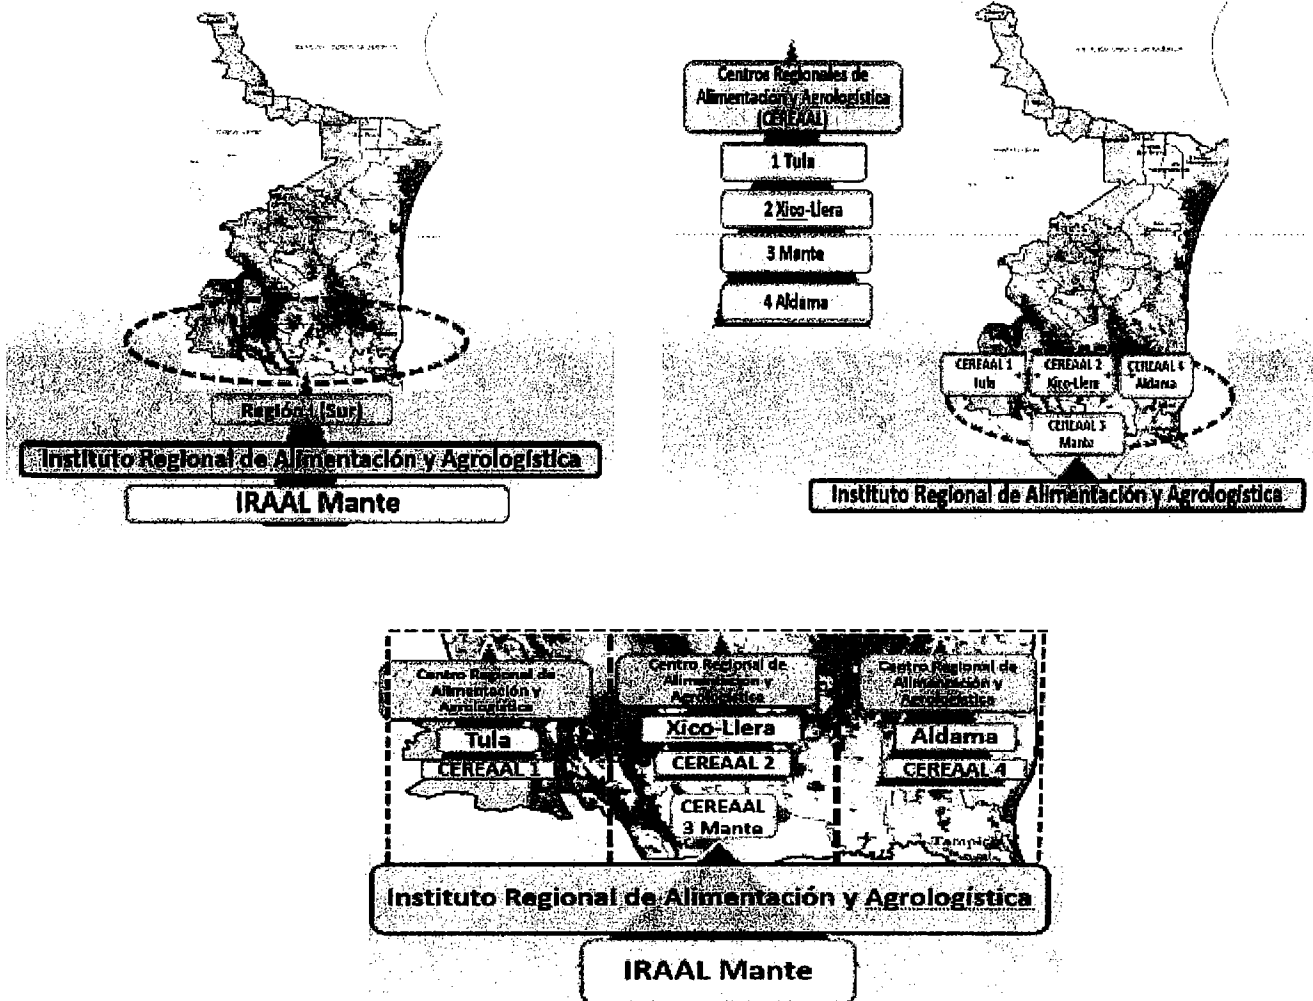 Región I (Sur)
Instituto Regional de Alimentación y Agrologística
IRAAL Mante
Centros Regionales de
Alimentación y Agrologística
(CEREAAL)
1 Tula
2 Xico-Llera
3 Mante
4 Aldama
CEREAAL 1
Tula
CEREAAL 2
Xico-Llera
CEREAAL 4
Aldama
CEREAAL 3
Mante
Instituto Regional de Alimentación y Agrologística
Centro Regional de
Alimentación y
Agrologística
Tula
CEREAAL 1
Centro Regional de
Alimentación y
Agrologística
Xico-Llera
CEREAAL 2
CEREAAL
3 Mante
Centro Regional de
Alimentación y
Agrologística
Aldama
CEREAAL 4
Instituto Regional de Alimentación y Agrologística
IRAAL Mante